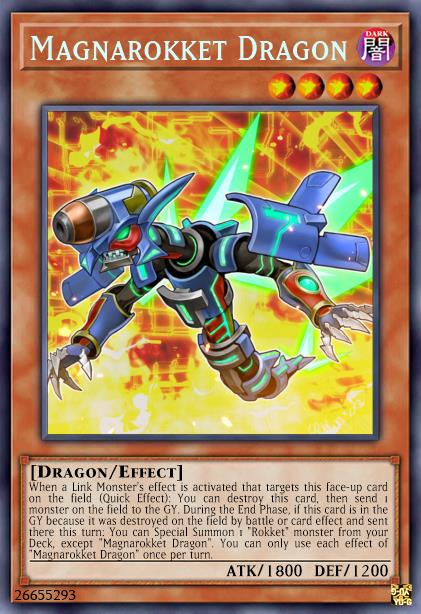 MAGNAROKKET DRAGON
DARK
闇
[DRAGON/EFFECT]
When a Link Monster's effect is activated that targets this face-up card
on the field (Quick Effect): You can destroy this card, then send 1
monster on the field to the GY. During the End Phase, if this card is in the
GY because it was destroyed on the field by battle or card effect and sent
there this turn: You can Special Summon 1 "Rokket" monster from your
Deck, except "Magnarokket Dragon". You can only use each effect of
"Magnarokket Dragon" once per turn.
ATK/1800 DEF/1200
26655293